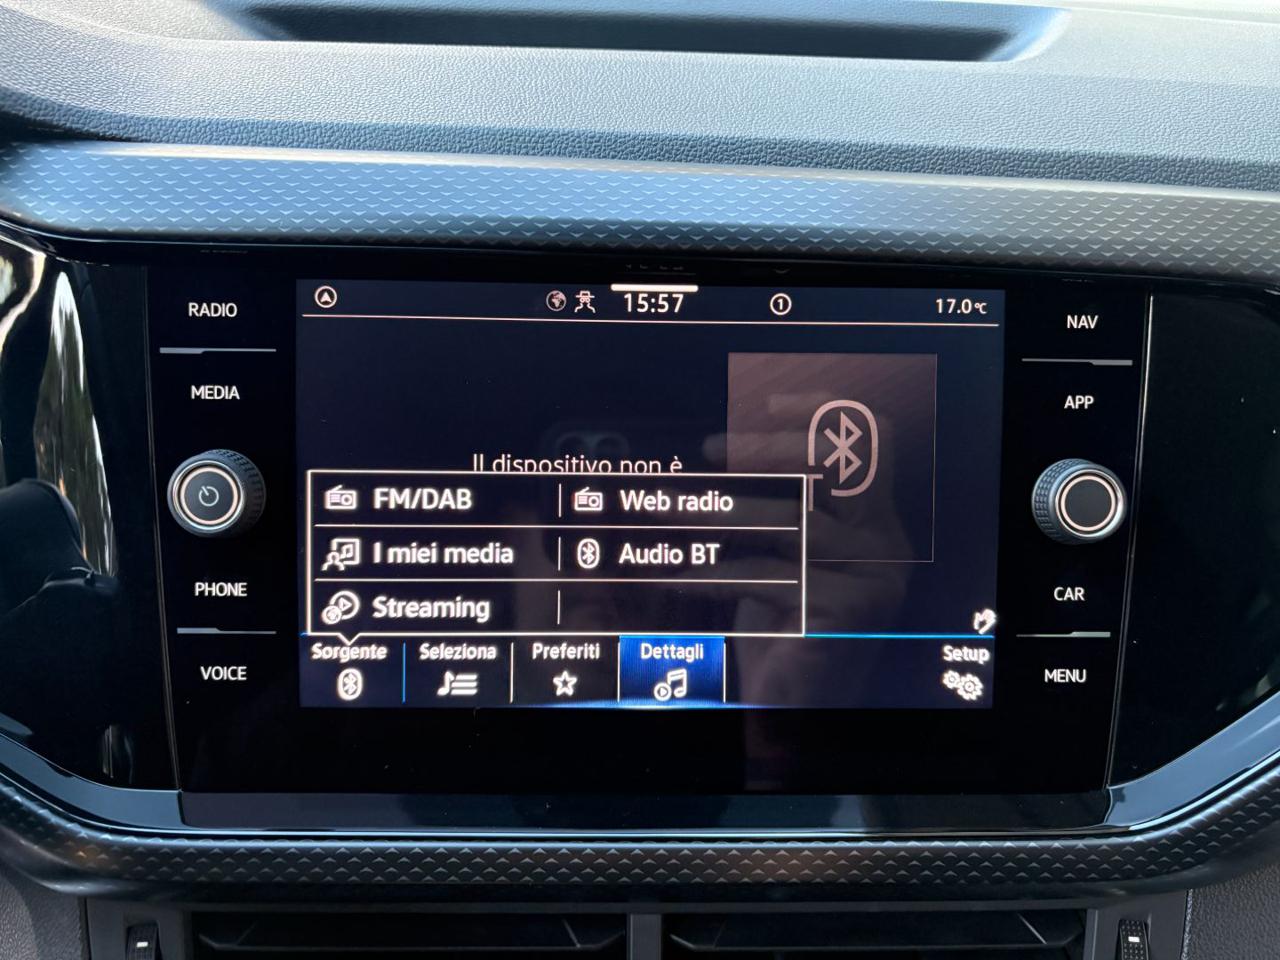 RADIO
MEDIA
PHONE
VOICE
15:57
1
17.0°C
Il dispositivo non è
FM/DAB
Web radio
I miei media
Audio BT
Streaming
Sorgente
Seleziona
Preferiti
Dettagli
Setup
NAV
APP
CAR
MENU